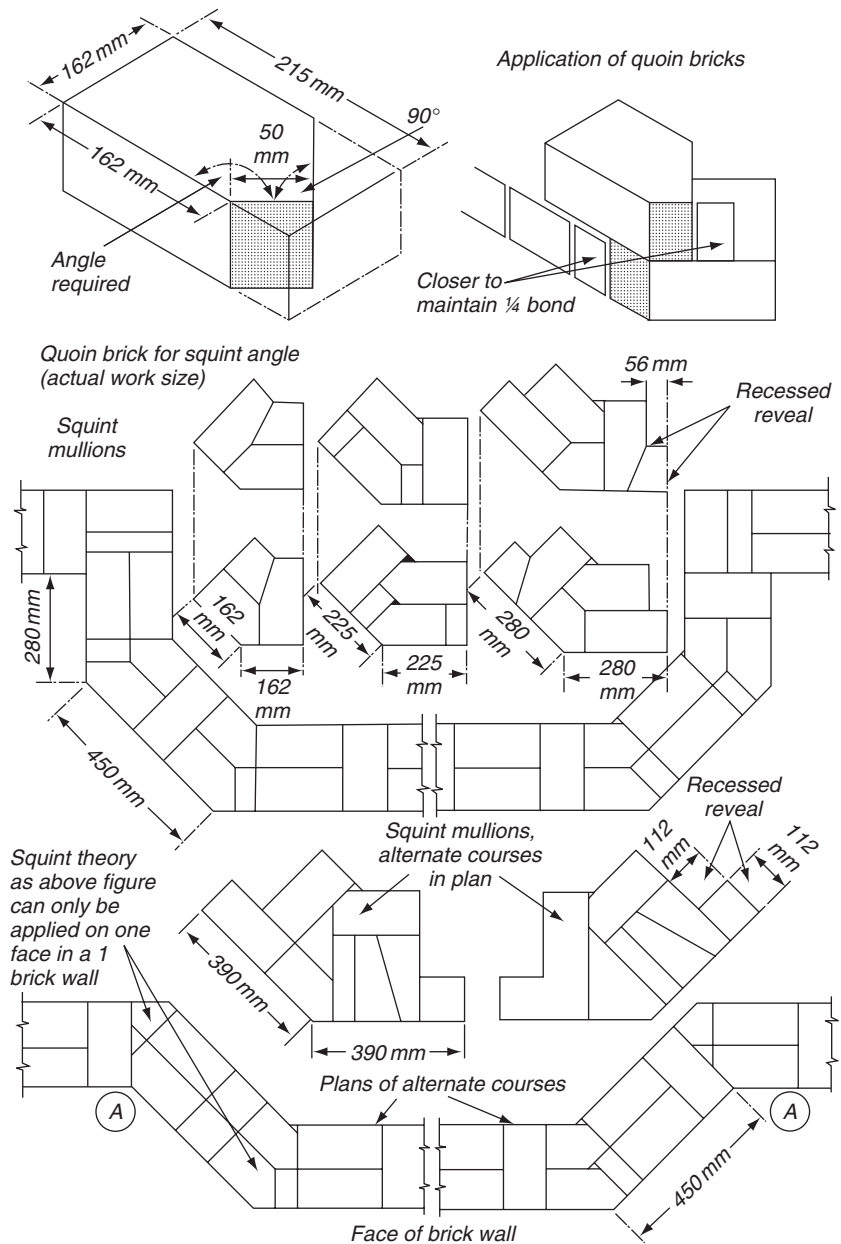 162 mm
215 mm
Application of quoin bricks
90°
50
mm
162 mm
Angle
required
Closer to
maintain ¼ bond
Quoin brick for squint angle
(actual work size)
56 mm
Recessed
reveal
Squint
mullions
280 mm
162
mm
225
mm
280
mm
162
mm
225
mm
280
mm
450 mm
Recessed
reveal
Squint mullions,
alternate courses
in plan
112
mm
112
mm
Squint theory
as above figure
can only be
applied on one
face in a 1
brick wall
390 mm
390 mm
Plans of alternate courses
A
A
450 mm
Face of brick wall